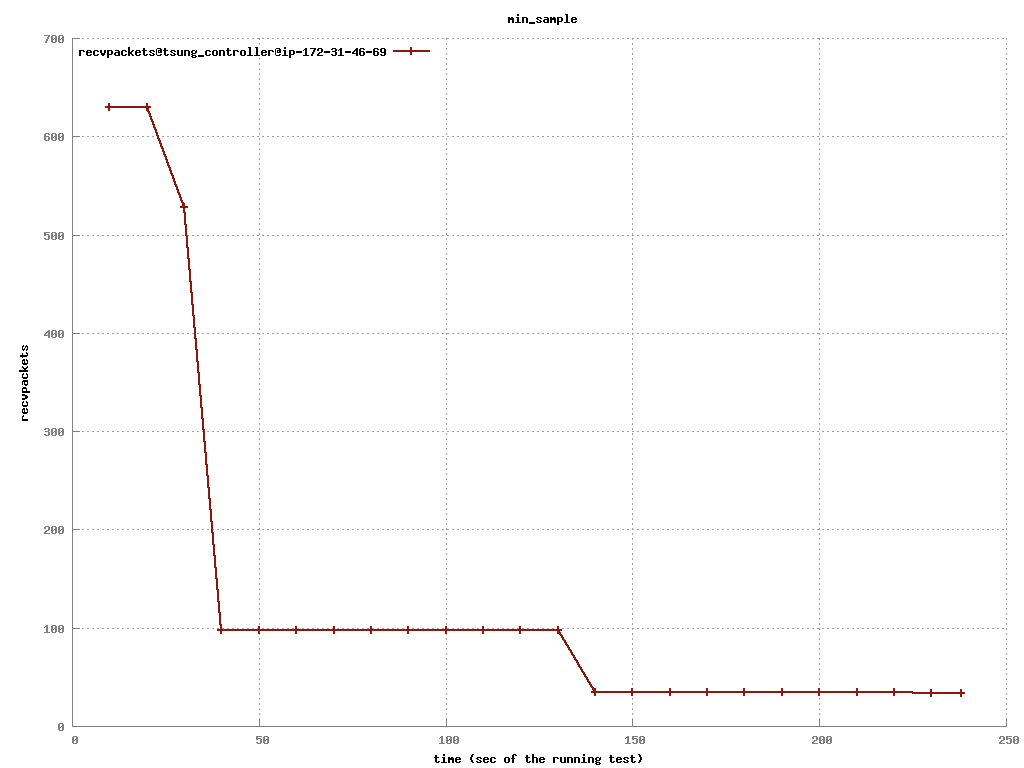 min_sample
700
recvpackets@tsung_controller@ip-172-31-46-69
600
500
400
recvpackets
300
200
100
0
0 50 100 150 200 250
time (sec of the running test)